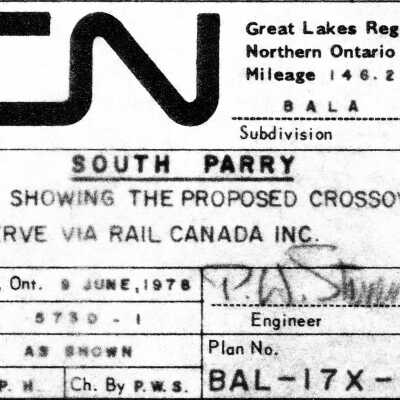 CN
Great Lakes Reg
Northern Ontario
Mileage 146.2
BALA
Subdivision
SOUTH PARRY
SHOWING THE PROPOSED CROSSO
RVE VIA RAIL CANADA INC.
Ont. 9 JUNE, 1978
5730-1
Engineer
AS SHOWN
Plan No.
P. H. Ch. By P.W.S. BAL-17X-